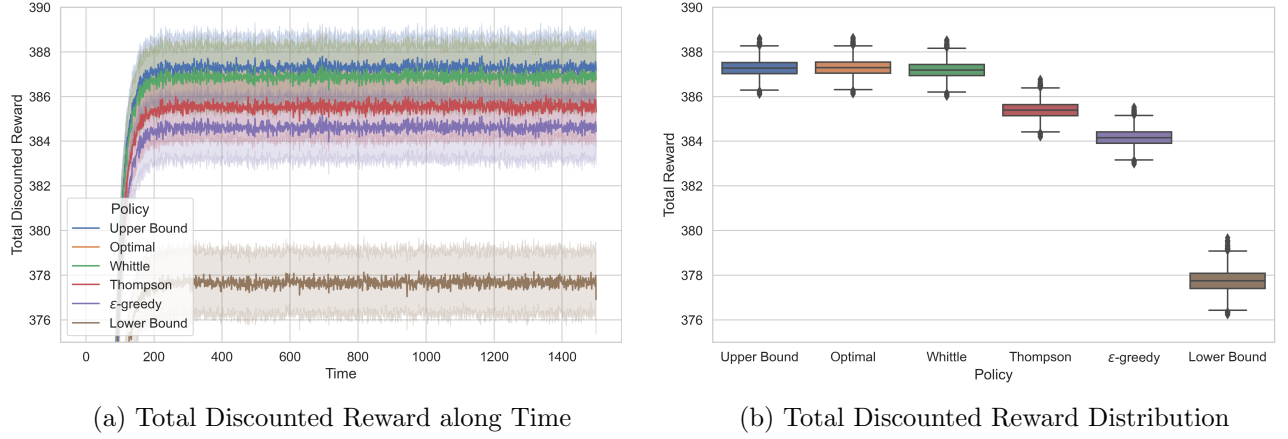 390
388
386
384
382
380
378
376
Total Discounted Reward
Policy
Upper Bound
Optimal
Whittle
Thompson
ε-greedy
Lower Bound
0 200 400 600 800 1000 1200 1400
Time
(a) Total Discounted Reward along Time
390
388
386
384
382
380
378
376
Total Reward
Upper Bound Optimal Whittle Thompson ε-greedy Lower Bound
Policy
(b) Total Discounted Reward Distribution